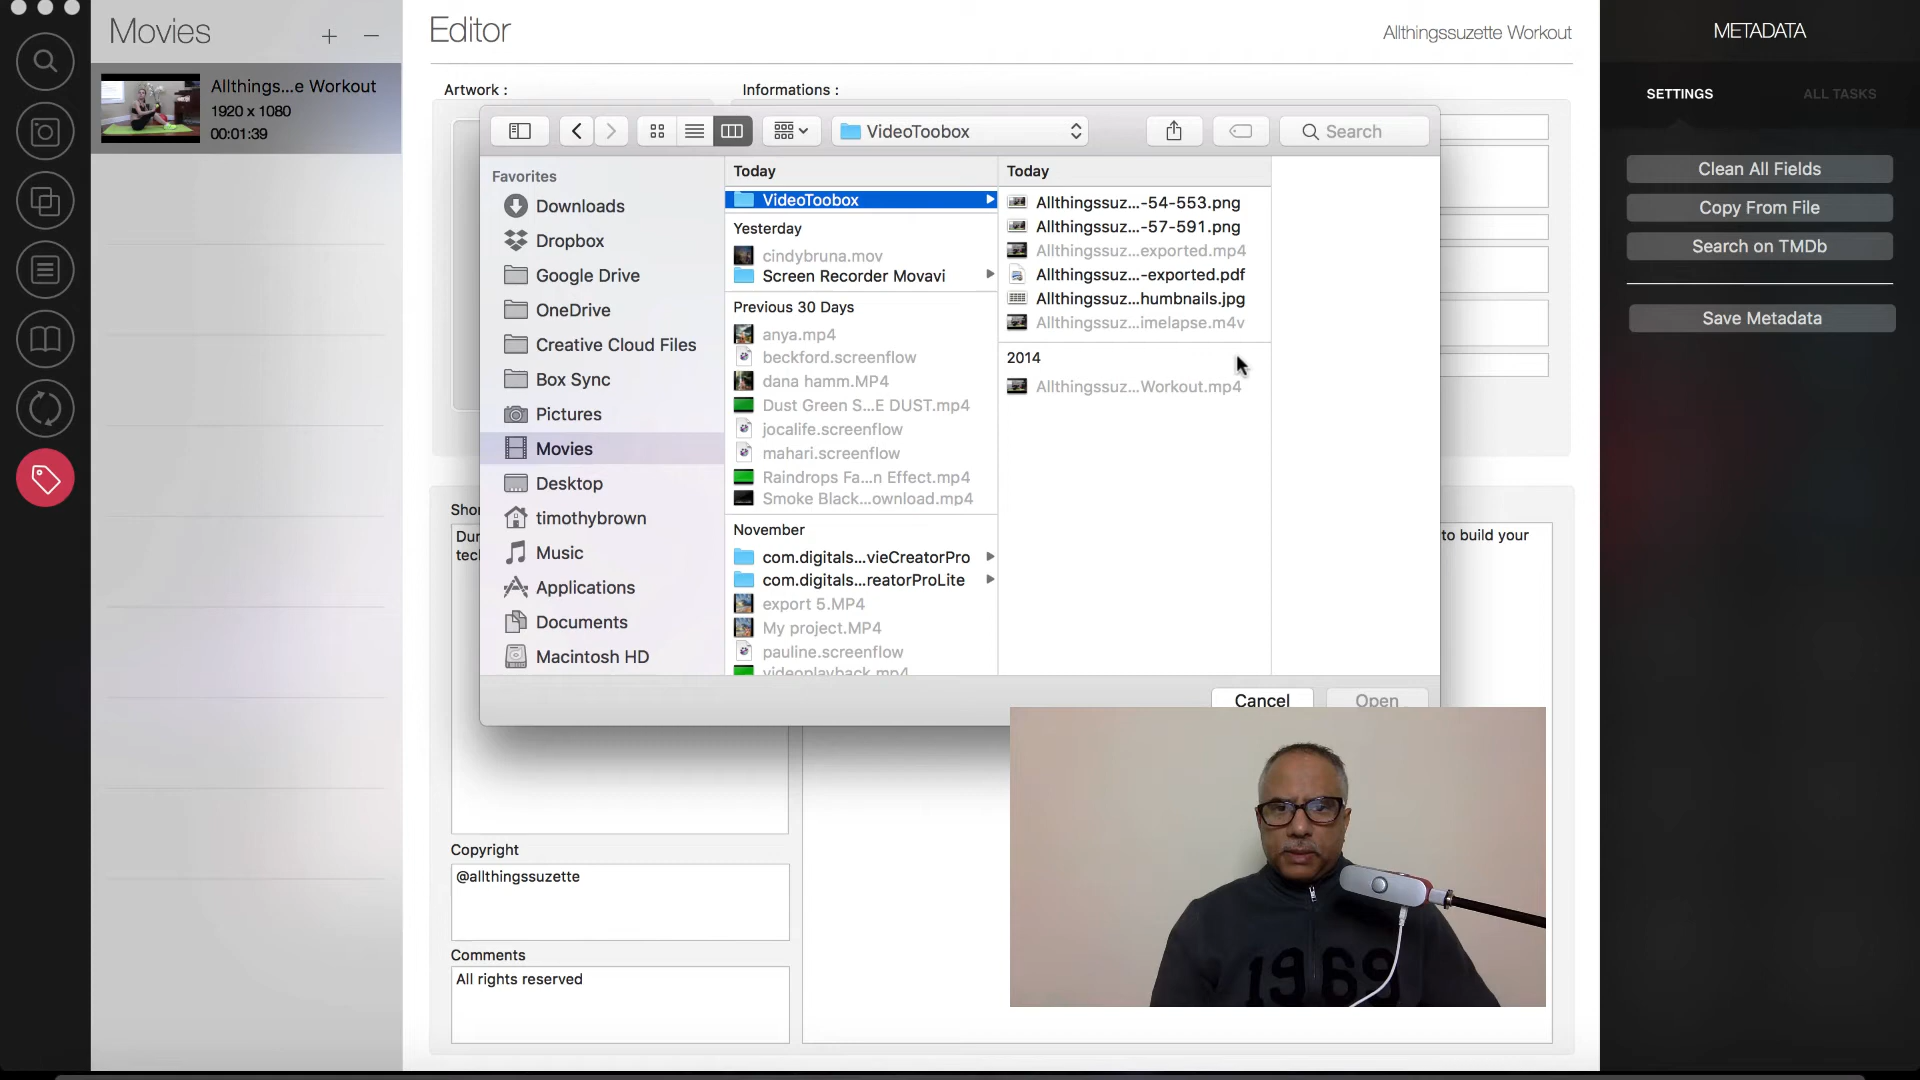 Movies
+ −
Allthings...e Workout
1920 x 1080
00:01:39
Editor
Allthingssuzette Workout
Artwork :
Informations :
VideoToobox
Search
Favorites
Downloads
Dropbox
Google Drive
OneDrive
Creative Cloud Files
Box Sync
Pictures
Movies
Desktop
timothybrown
Music
Applications
Documents
Macintosh HD
Today
VideoToobox
Yesterday
cindybruna.mov
Screen Recorder Movavi
Previous 30 Days
anya.mp4
beckford.screenflow
dana hamm.MP4
Dust Green S...E DUST.mp4
jocalife.screenflow
mahari.screenflow
Raindrops Fa...n Effect.mp4
Smoke Black...ownload.mp4
November
com.digitals...vieCreatorPro
com.digitals...reatorProLite
export 5.MP4
My project.MP4
pauline.screenflow
videoplayback.mp4
Today
Allthingssuz...-54-553.png
Allthingssuz...-57-591.png
Allthingssuz...exported.mp4
Allthingssuz...-exported.pdf
Allthingssuz...humbnails.jpg
Allthingssuz...imelapse.m4v
2014
Allthingssuz...Workout.mp4
Cancel
Open
to build your
Copyright
@allthingssuzette
Comments
All rights reserved
1969
METADATA
SETTINGS
ALL TASKS
Clean All Fields
Copy From File
Search on TMDb
Save Metadata